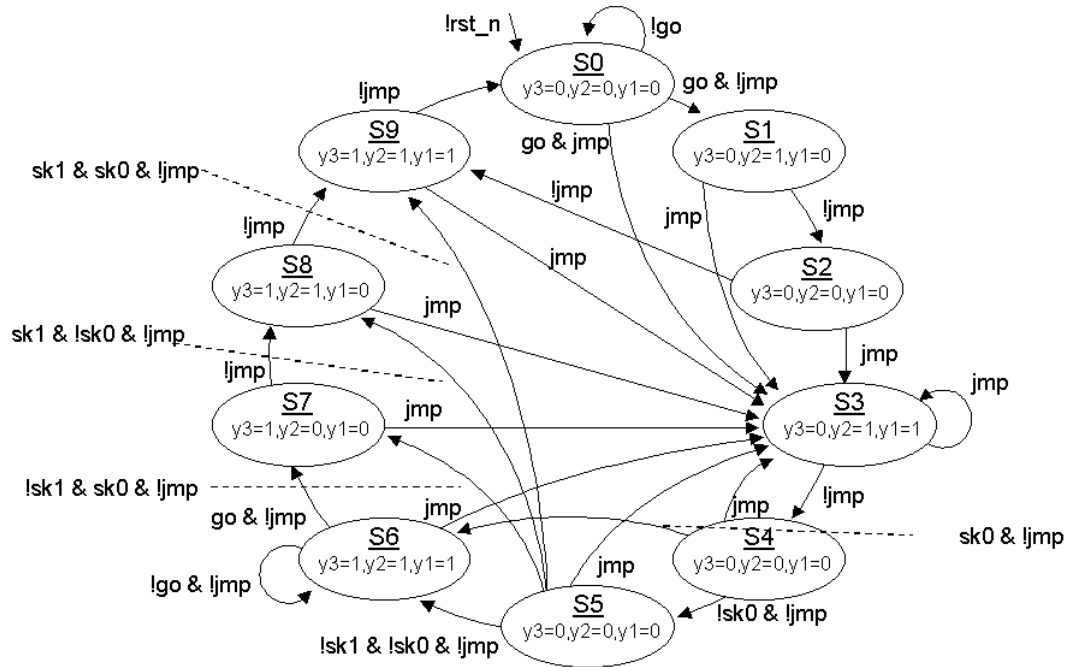 !rst_n
!go
S0
y3=0,y2=0,y1=0
go & !jmp
!jmp
S9
y3=1,y2=1,y1=1
go & jmp
S1
y3=0,y2=1,y1=0
sk1 & sk0 & !jmp
!jmp
jmp
!jmp
!jmp
jmp
S2
y3=0,y2=0,y1=0
S8
y3=1,y2=1,y1=0
jmp
sk1 & !sk0 & !jmp
jmp
!jmp
S7
y3=1,y2=0,y1=0
jmp
S3
y3=0,y2=1,y1=1
jmp
!sk1 & sk0 & !jmp
!jmp
go & !jmp
jmp
jmp
S6
y3=1,y2=1,y1=1
S4
y3=0,y2=0,y1=0
sk0 & !jmp
!go & !jmp
jmp
S5
y3=0,y2=0,y1=0
!sk0 & !jmp
!sk1 & !sk0 & !jmp